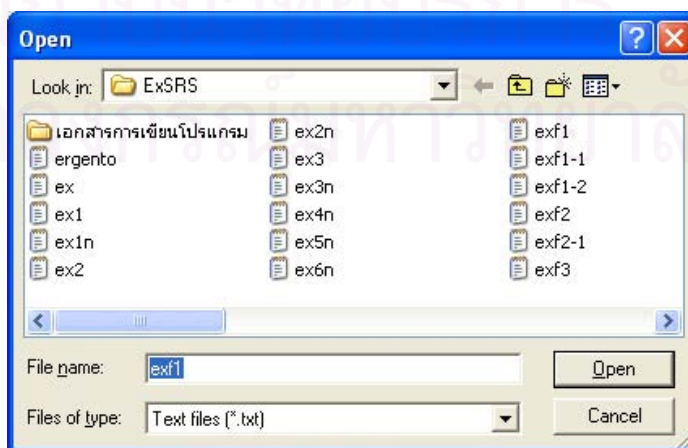 Open
Look in: ExSRS
เอกสารการเขียนโปรแกรม
ergento
ex
ex1
ex1n
ex2
ex2n
ex3
ex3n
ex4n
ex5n
ex6n
exf1
exf1-1
exf1-2
exf2
exf2-1
exf3
File name: exf1
Open
Files of type: Text files (*.txt)
Cancel